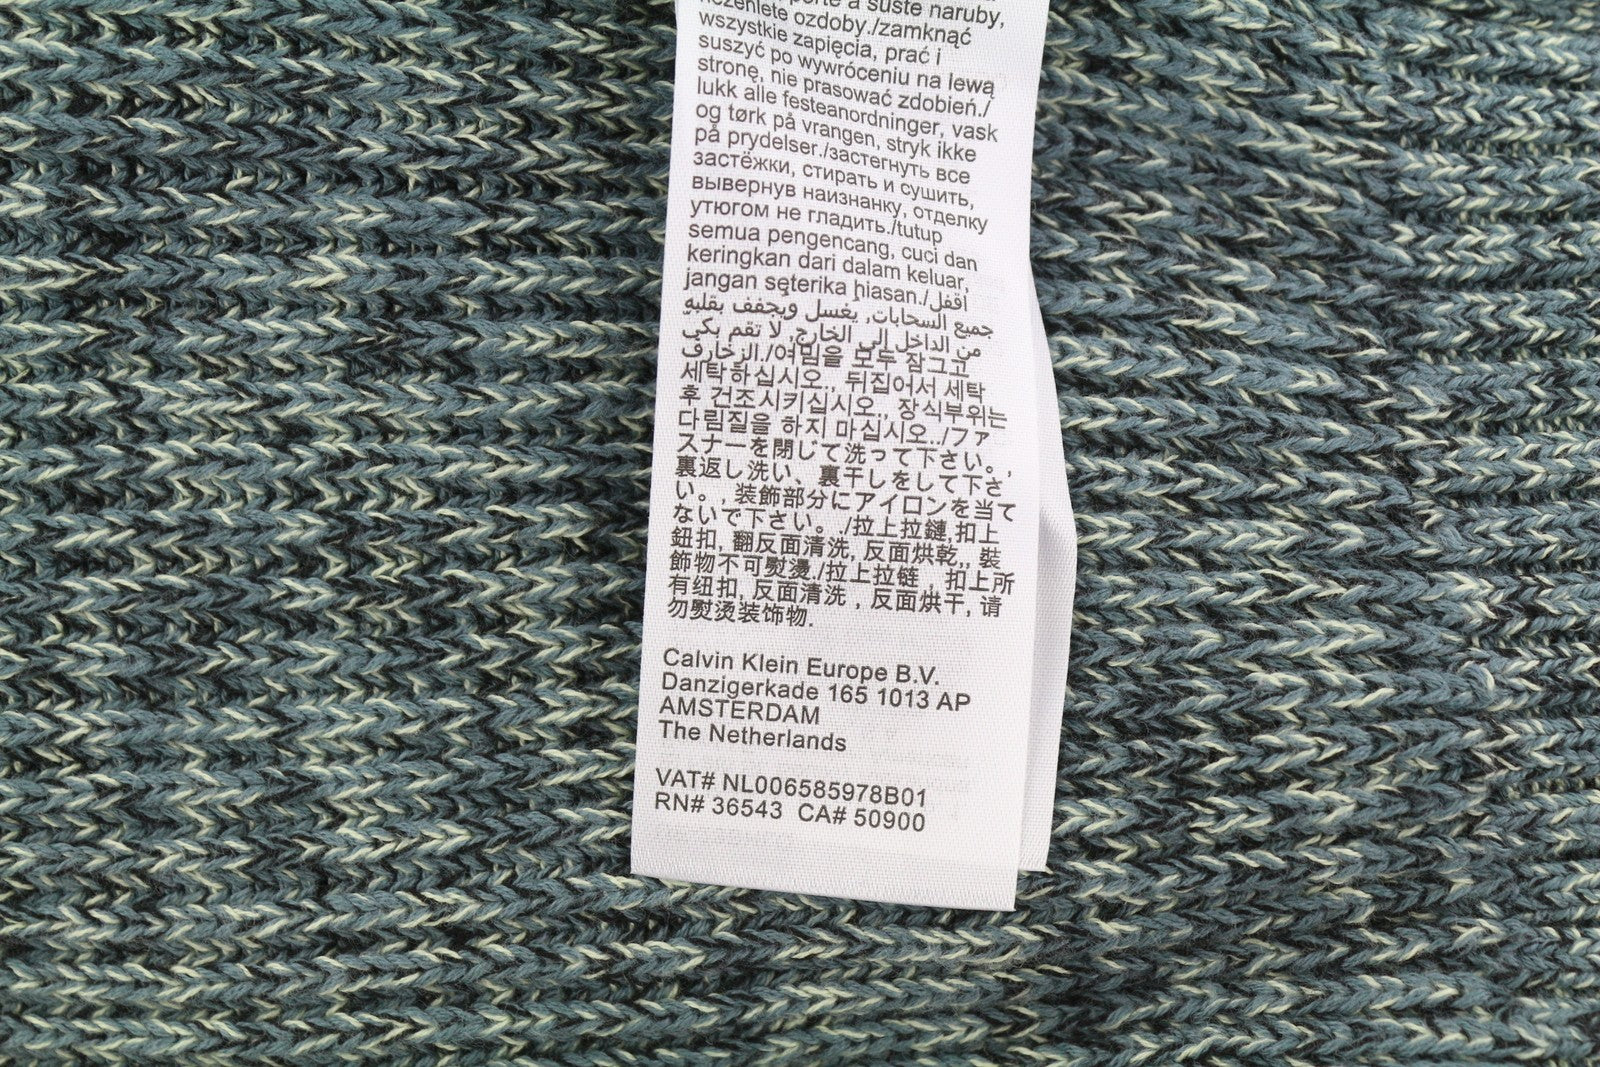 perte a suste naruby,
nezehlete ozdoby./zamknąć
wszystkie zapięcia, prać i
suszyć po wywróceniu na lewą
stronę, nie prasować zdobień./
lukk alle festeanordninger, vask
og tørk på vrangen, stryk ikke
på prydelser./застегнуть все
застёжки, стирать и сушить,
вывернув наизнанку, отделку
утюгом не гладить./tutup
semua pengencang, cuci dan
keringkan dari dalam keluar,
jangan seterika hiasan./أقفل
جميع السحابات, يغسل ويجفف بقلبه
من الداخل إلى الخارج, لا تقم بكي
الزخارف./여밈을 모두 잠그고
세탁하십시오., 뒤집어서 세탁
후 건조시키십시오., 장식부위는
다림질을 하지 마십시오../ファ
スナーを閉じて洗って下さい。,
裏返し洗い、裏干しをして下さ
い。, 装飾部分にアイロンを当て
ないで下さい。./拉上拉鏈,扣上
鈕扣, 翻反面清洗, 反面烘乾,, 裝
飾物不可熨燙./拉上拉链 , 扣上所
有纽扣, 反面清洗 , 反面烘干, 请
勿熨烫装饰物.
Calvin Klein Europe B.V.
Danzigerkade 165 1013 AP
AMSTERDAM
The Netherlands
VAT# NL006585978B01
RN# 36543 CA# 50900